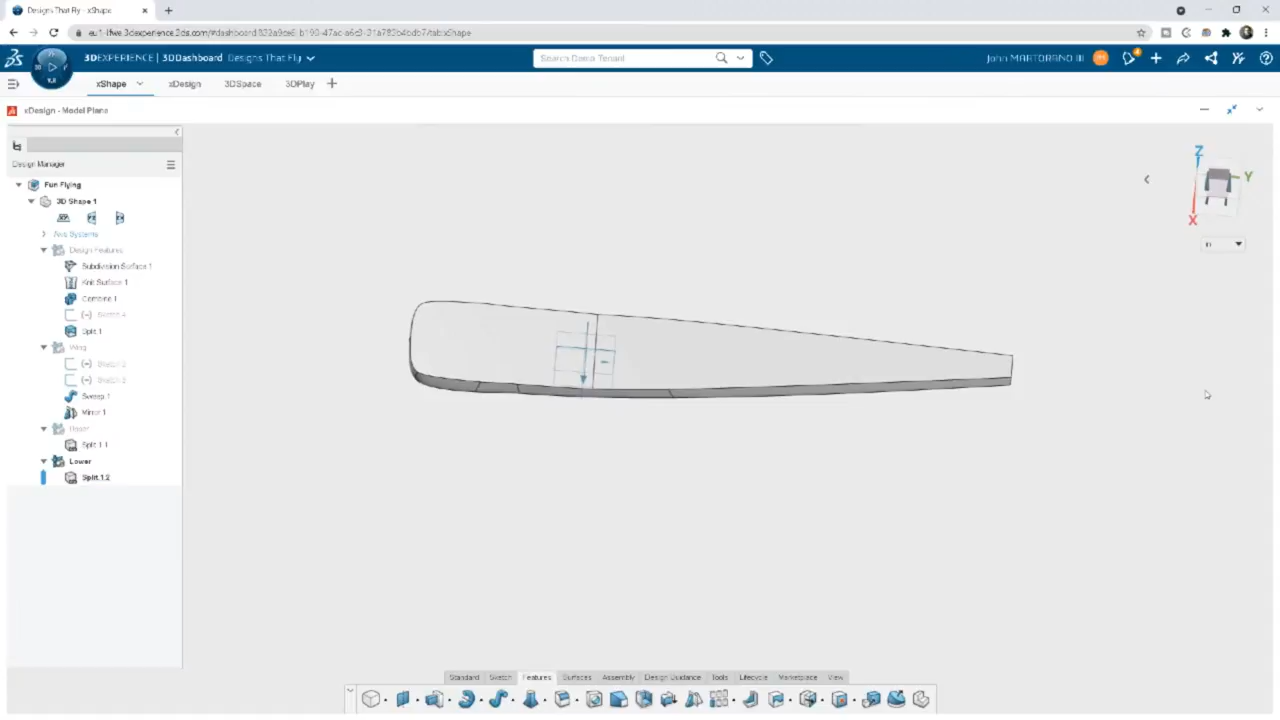 Designs That Fly - xShape
3DEXPERIENCE | 3DDashboard Designs That Fly
Search Demo Tenant
John MARTORANO III
4
xShape
xDesign
3DSpace
3DPlay
xDesign - Model Plane
Design Manager
Fun Flying
3D Shape 1
Axis Systems
Design Features
Subdivision Surface 1
Knit Surface 1
Combine 1
Split.1
Wing
Sweep.1
Mirror 1
Split.1.1
Lower
Split.1.2
Z
Y
X
in
Standard Sketch Features Surfaces Assembly Design Guidance Tools Lifecycle Marketplace View